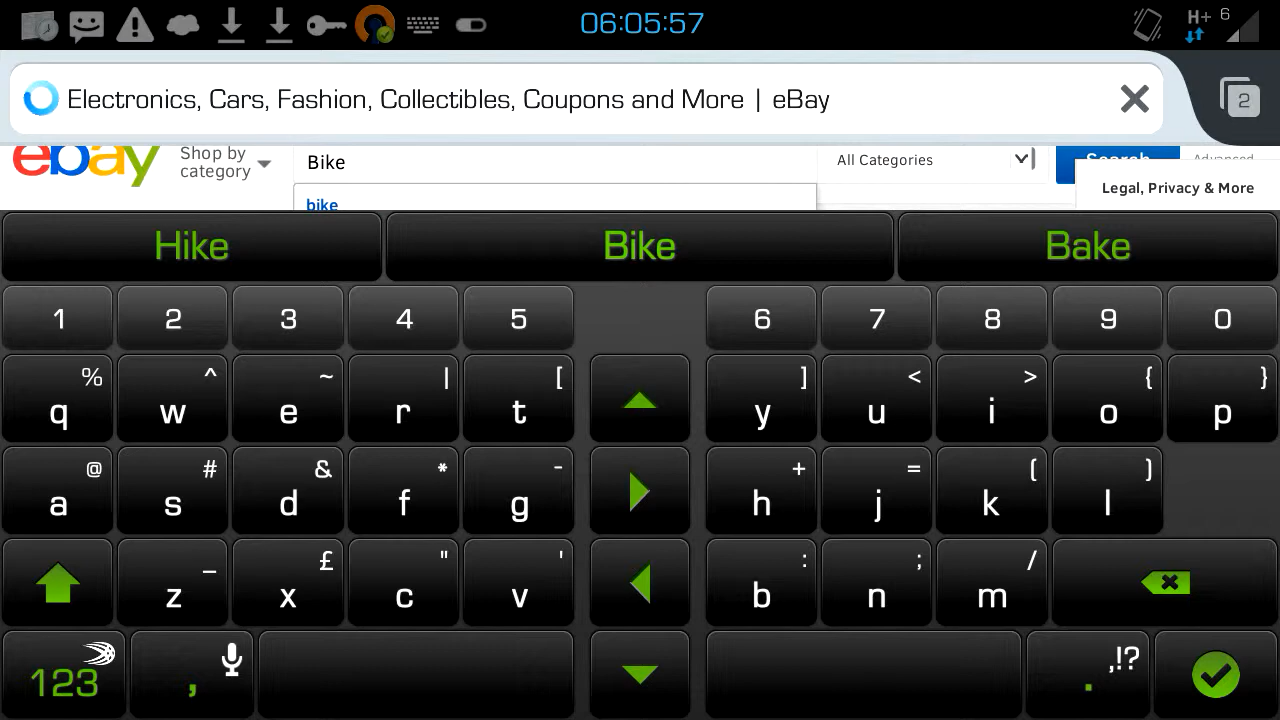 06:05:57 H+ 6
Electronics, Cars, Fashion, Collectibles, Coupons and More | eBay 2
ebay Shop by category Bike All Categories Search Advanced
Legal, Privacy & More
bike
Hike Bike Bake
1 2 3 4 5 6 7 8 9 0
% ^ ~ | [ ] < > { }
q w e r t y u i o p
@ # & * - + = ( )
a s d f g h j k l
_ £ " ' : ; /
z x c v b n m
,!?
123 , .